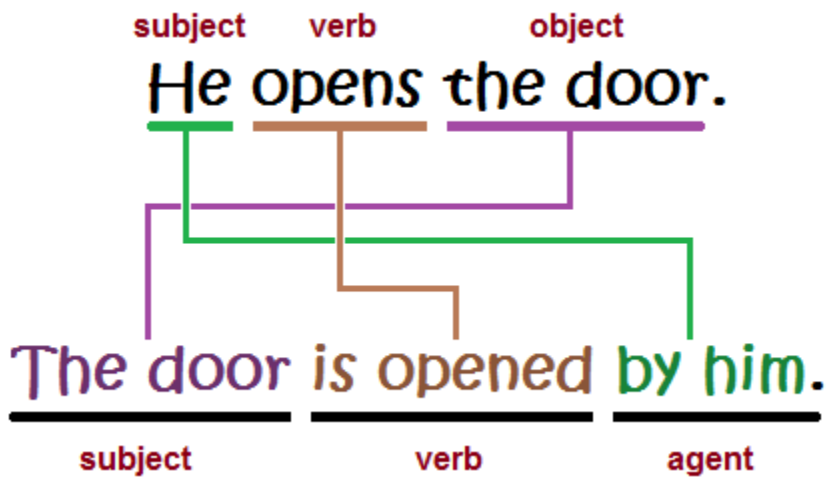 subject verb object
He opens the door.
The door is opened by him.
subject verb agent